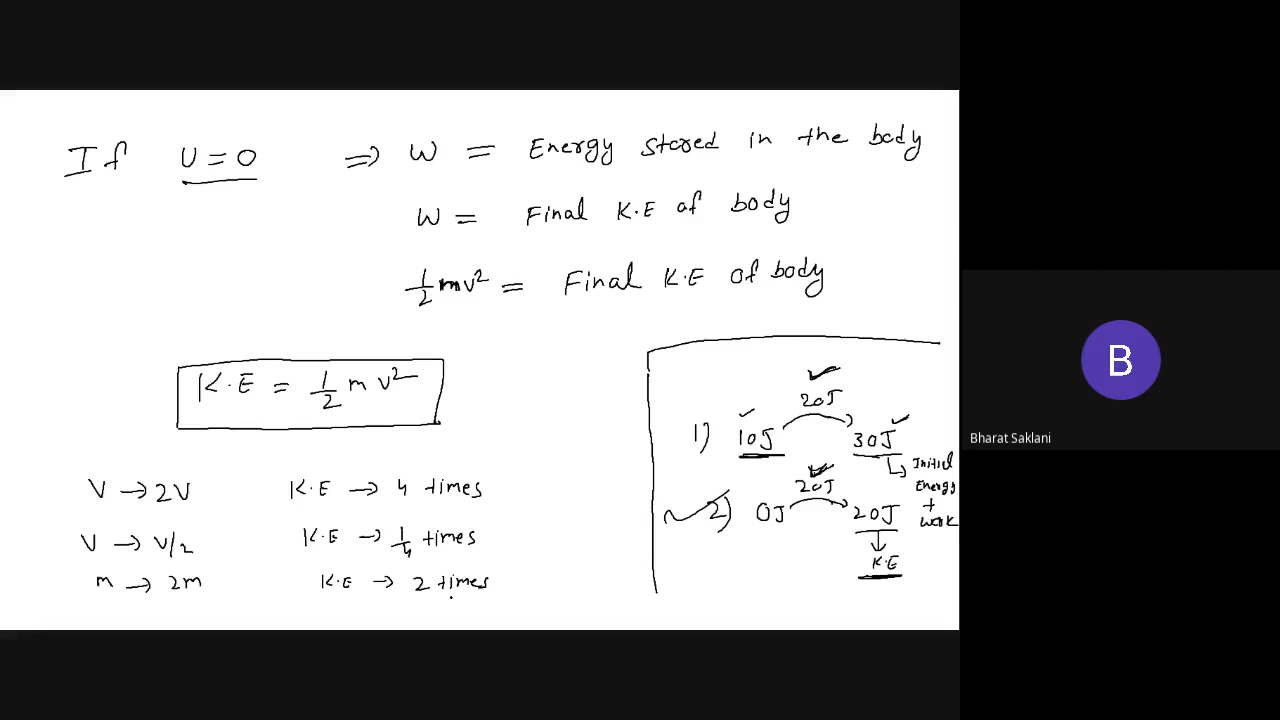 If U=0 => W = Energy stored in the body
W = Final K.E of body
1/2 mv² = Final K.E of body
K.E = 1/2 m v²
V → 2V K.E → 4 times
V → V/2 K.E → 1/4 times
m → 2m K.E → 2 times
20J
1) 10J 30J
Initial Energy + work
20J
2) 0J 20J
K.E
B
Bharat Saklani